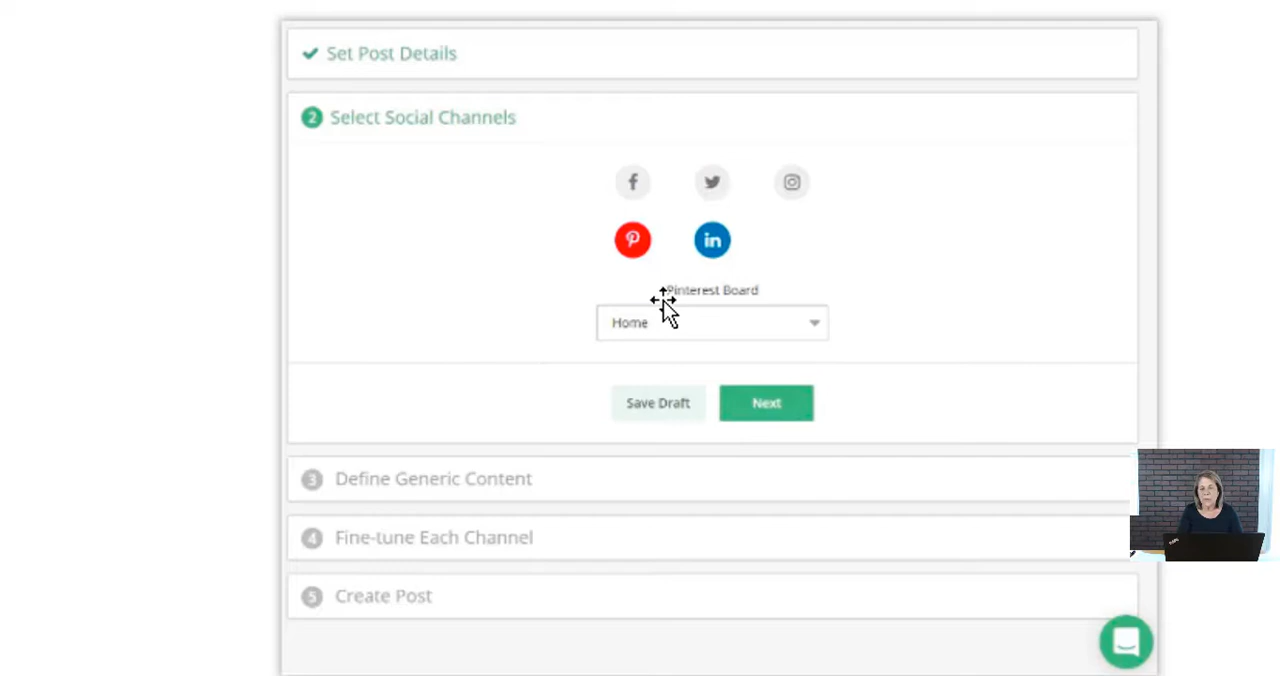 Set Post Details
2 Select Social Channels
f
in
Pinterest Board
Home
Save Draft Next
3 Define Generic Content
4 Fine-tune Each Channel
5 Create Post